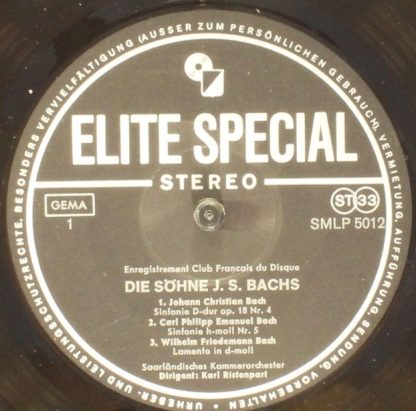 URHEBER- UND LEISTUNGSSCHUTZRECHTE, BESONDERS VERVIELFÄLTIGUNG (AUSSER ZUM PERSÖNLICHEN GEBRAUCH), VERMIETUNG, AUFFÜHRUNG, SENDUNG, VORBEHALTEN •
ELITE SPECIAL
STEREO
GEMA
1
ST 33
SMLP 5012
Enregistrement Club Francais du Disque
DIE SÖHNE J. S. BACHS
1. Johann Christian Bach
Sinfonie D-dur op. 18 Nr. 4
2. Carl Philipp Emanuel Bach
Sinfonie h-moll Nr. 5
3. Wilhelm Friedemann Bach
Lamento in d-moll
Saarländisches Kammerorchester
Dirigent: Karl Ristenpart